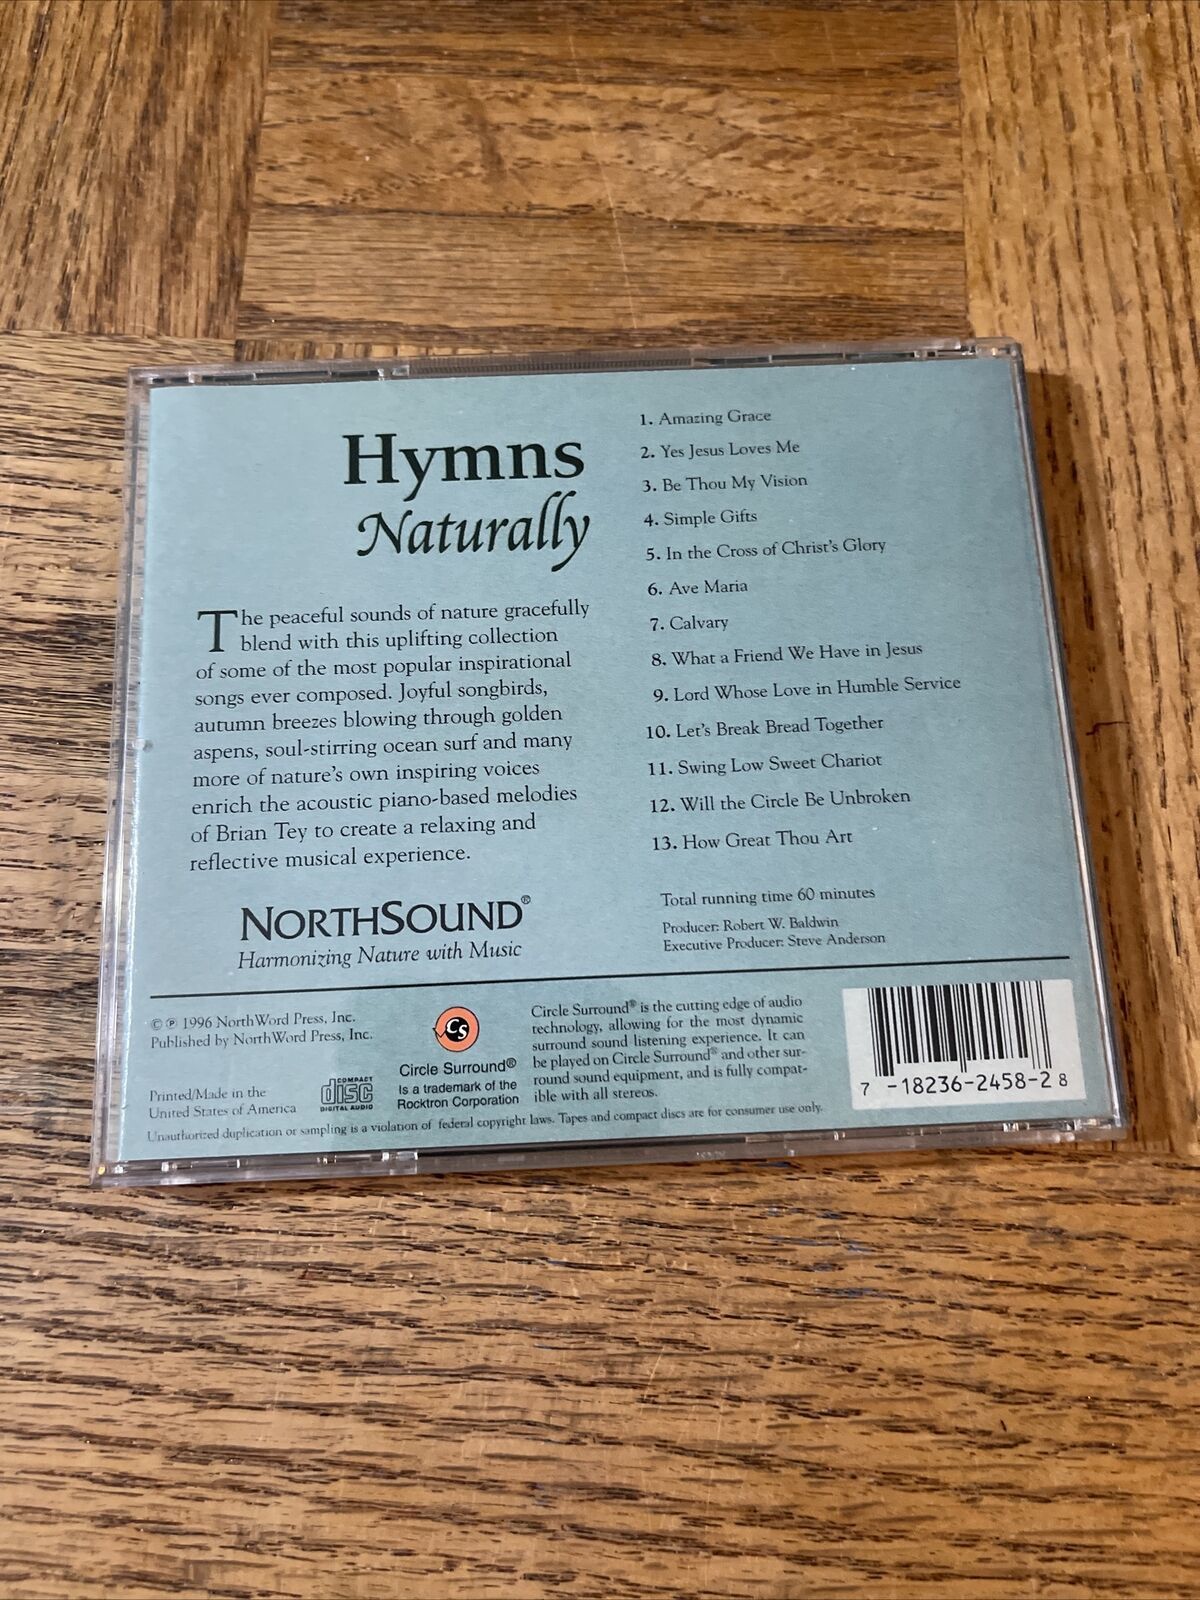 Hymns
Naturally
The peaceful sounds of nature gracefully
blend with this uplifting collection
of some of the most popular inspirational
songs ever composed. Joyful songbirds,
autumn breezes blowing through golden
aspens, soul-stirring ocean surf and many
more of nature's own inspiring voices
enrich the acoustic piano-based melodies
of Brian Tey to create a relaxing and
reflective musical experience.
NORTHSOUND®
Harmonizing Nature with Music
1. Amazing Grace
2. Yes Jesus Loves Me
3. Be Thou My Vision
4. Simple Gifts
5. In the Cross of Christ's Glory
6. Ave Maria
7. Calvary
8. What a Friend We Have in Jesus
9. Lord Whose Love in Humble Service
10. Let's Break Bread Together
11. Swing Low Sweet Chariot
12. Will the Circle Be Unbroken
13. How Great Thou Art
Total running time 60 minutes
Producer: Robert W. Baldwin
Executive Producer: Steve Anderson
© ℗ 1996 NorthWord Press, Inc.
Published by NorthWord Press, Inc.
Printed/Made in the
United States of America
COMPACT
disc
DIGITAL AUDIO
CS
Circle Surround®
Is a trademark of the
Rocktron Corporation
Circle Surround® is the cutting edge of audio
technology, allowing for the most dynamic
surround sound listening experience. It can
be played on Circle Surround® and other sur-
round sound equipment, and is fully compat-
ible with all stereos.
Unauthorized duplication or sampling is a violation of federal copyright laws. Tapes and compact discs are for consumer use only.
7 -18236-2458-2 8